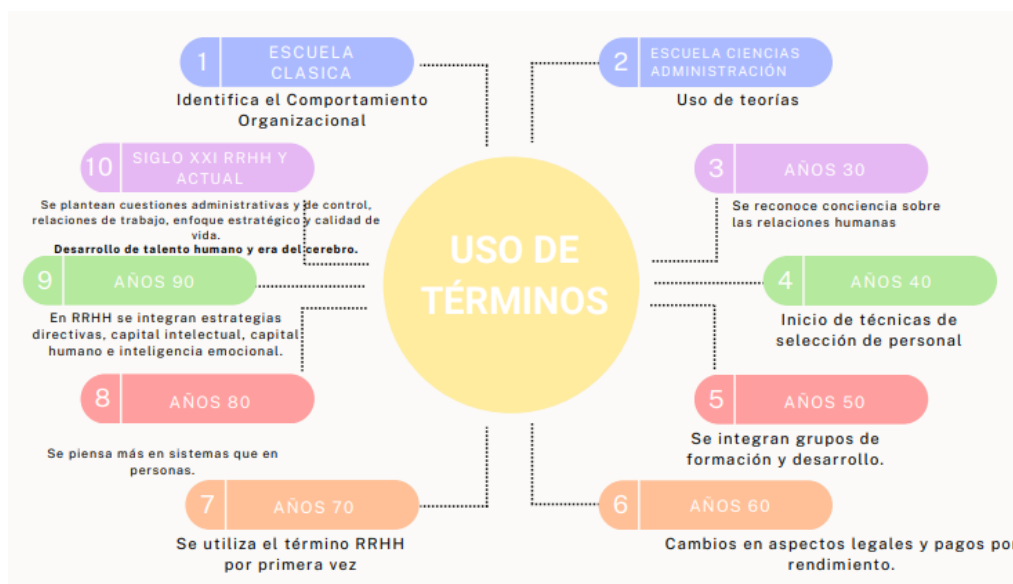 USO DE
TÉRMINOS
1
ESCUELA
CLASICA
Identifica el Comportamiento
Organizacional
2
ESCUELA CIENCIAS
ADMINISTRACIÓN
Uso de teorías
3
AÑOS 30
Se reconoce conciencia sobre
las relaciones humanas
4
AÑOS 40
Inicio de técnicas de
selección de personal
5
AÑOS 50
Se integran grupos de
formación y desarrollo.
6
AÑOS 60
Cambios en aspectos legales y pagos por
rendimiento.
7
AÑOS 70
Se utiliza el término RRHH
por primera vez
8
AÑOS 80
Se piensa más en sistemas que en
personas.
9
AÑOS 90
En RRHH se integran estrategias
directivas, capital intelectual, capital
humano e inteligencia emocional.
10
SIGLO XXI RRHH Y
ACTUAL
Se plantean cuestiones administrativas y de control,
relaciones de trabajo, enfoque estratégico y calidad de
vida.
Desarrollo de talento humano y era del cerebro.